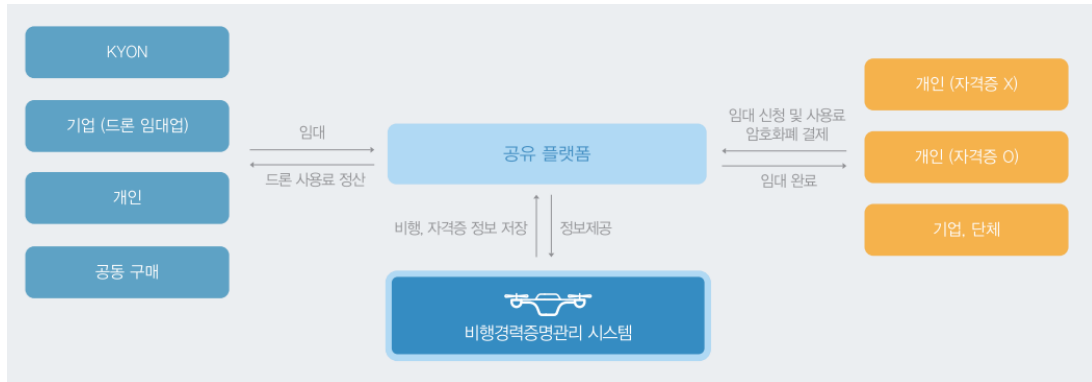 KYON
기업 (드론 임대업)
개인
공동 구매
임대
드론 사용료 정산
공유 플랫폼
비행, 자격증 정보 저장
정보제공
비행경력증명관리 시스템
임대 신청 및 사용료
암호화폐 결제
임대 완료
개인 (자격증 X)
개인 (자격증 O)
기업, 단체